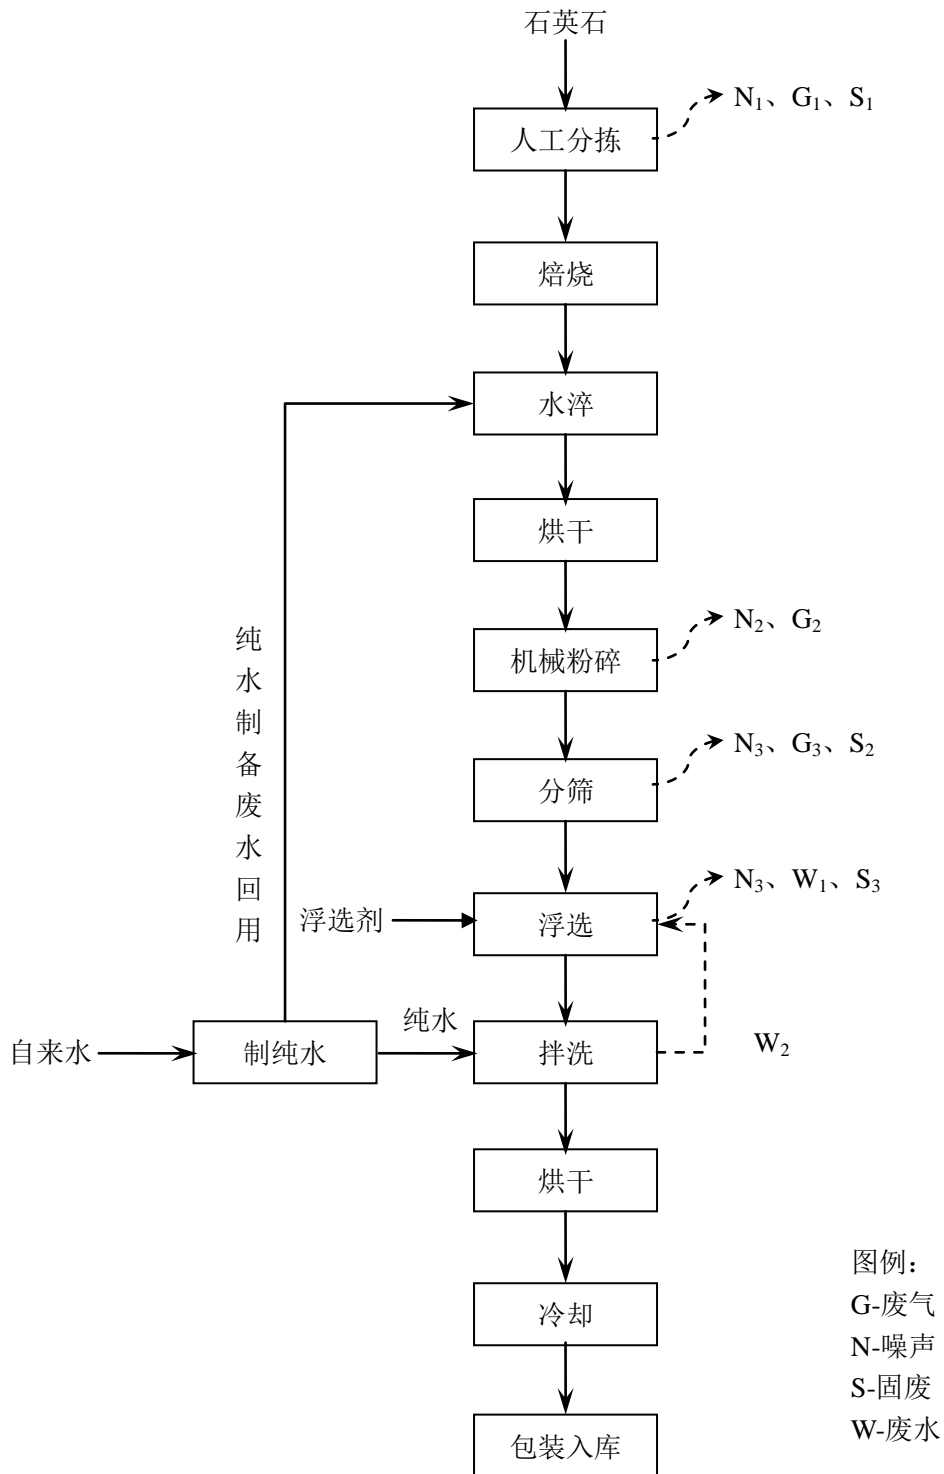 石英石
N₁、G₁、S₁
人工分拣
焙烧
水淬
烘干
N₂、G₂
机械粉碎
N₃、G₃、S₂
分筛
纯水制备废水回用
N₃、W₁、S₃
浮选剂
浮选
纯水
自来水
制纯水
拌洗
W₂
烘干
冷却
包装入库
图例：
G-废气
N-噪声
S-固废
W-废水